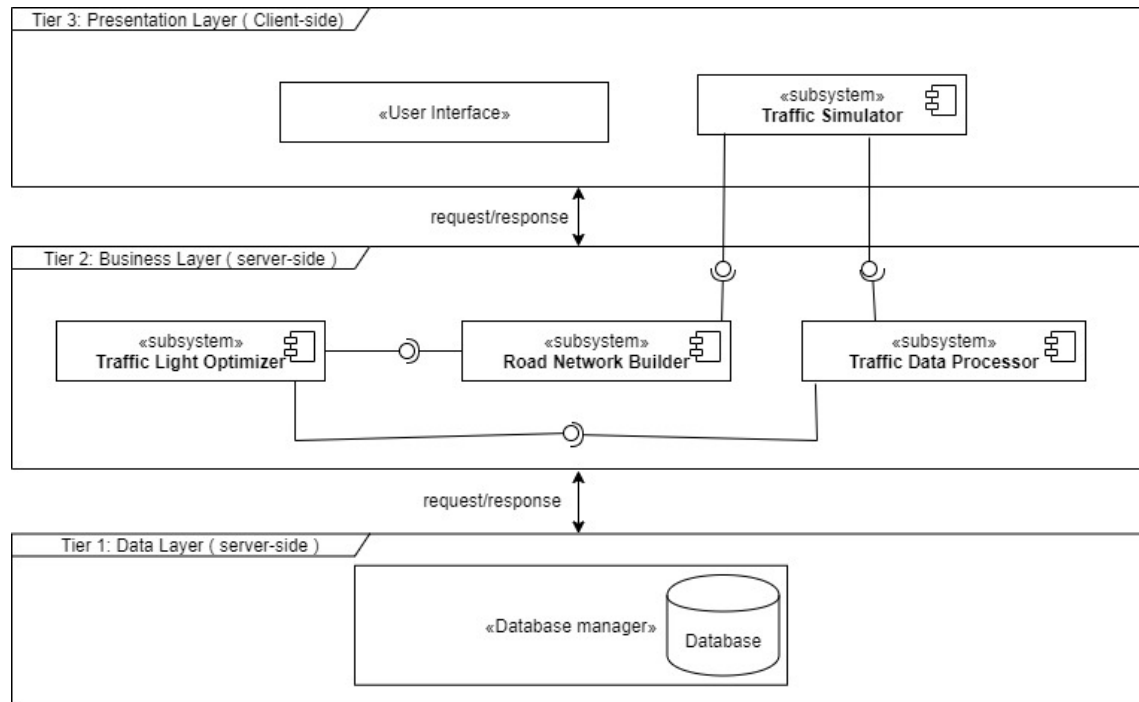 Tier 3: Presentation Layer ( Client-side)
«User Interface»
«subsystem»
Traffic Simulator
request/response
Tier 2: Business Layer ( server-side )
«subsystem»
Traffic Light Optimizer
«subsystem»
Road Network Builder
«subsystem»
Traffic Data Processor
request/response
Tier 1: Data Layer ( server-side )
«Database manager»
Database